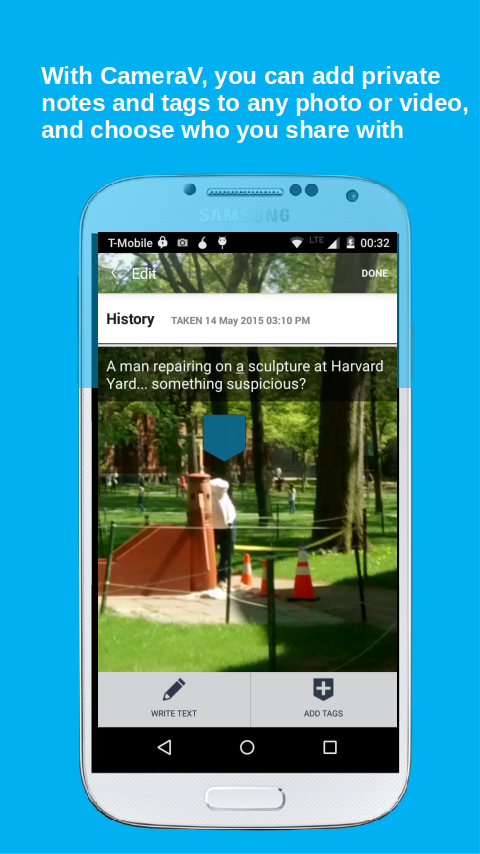 With CameraV, you can add private
notes and tags to any photo or video,
and choose who you share with
SAMSUNG
T-Mobile LTE 00:32
Edit DONE
History TAKEN 14 May 2015 03:10 PM
A man repairing on a sculpture at Harvard
Yard... something suspicious?
WRITE TEXT ADD TAGS